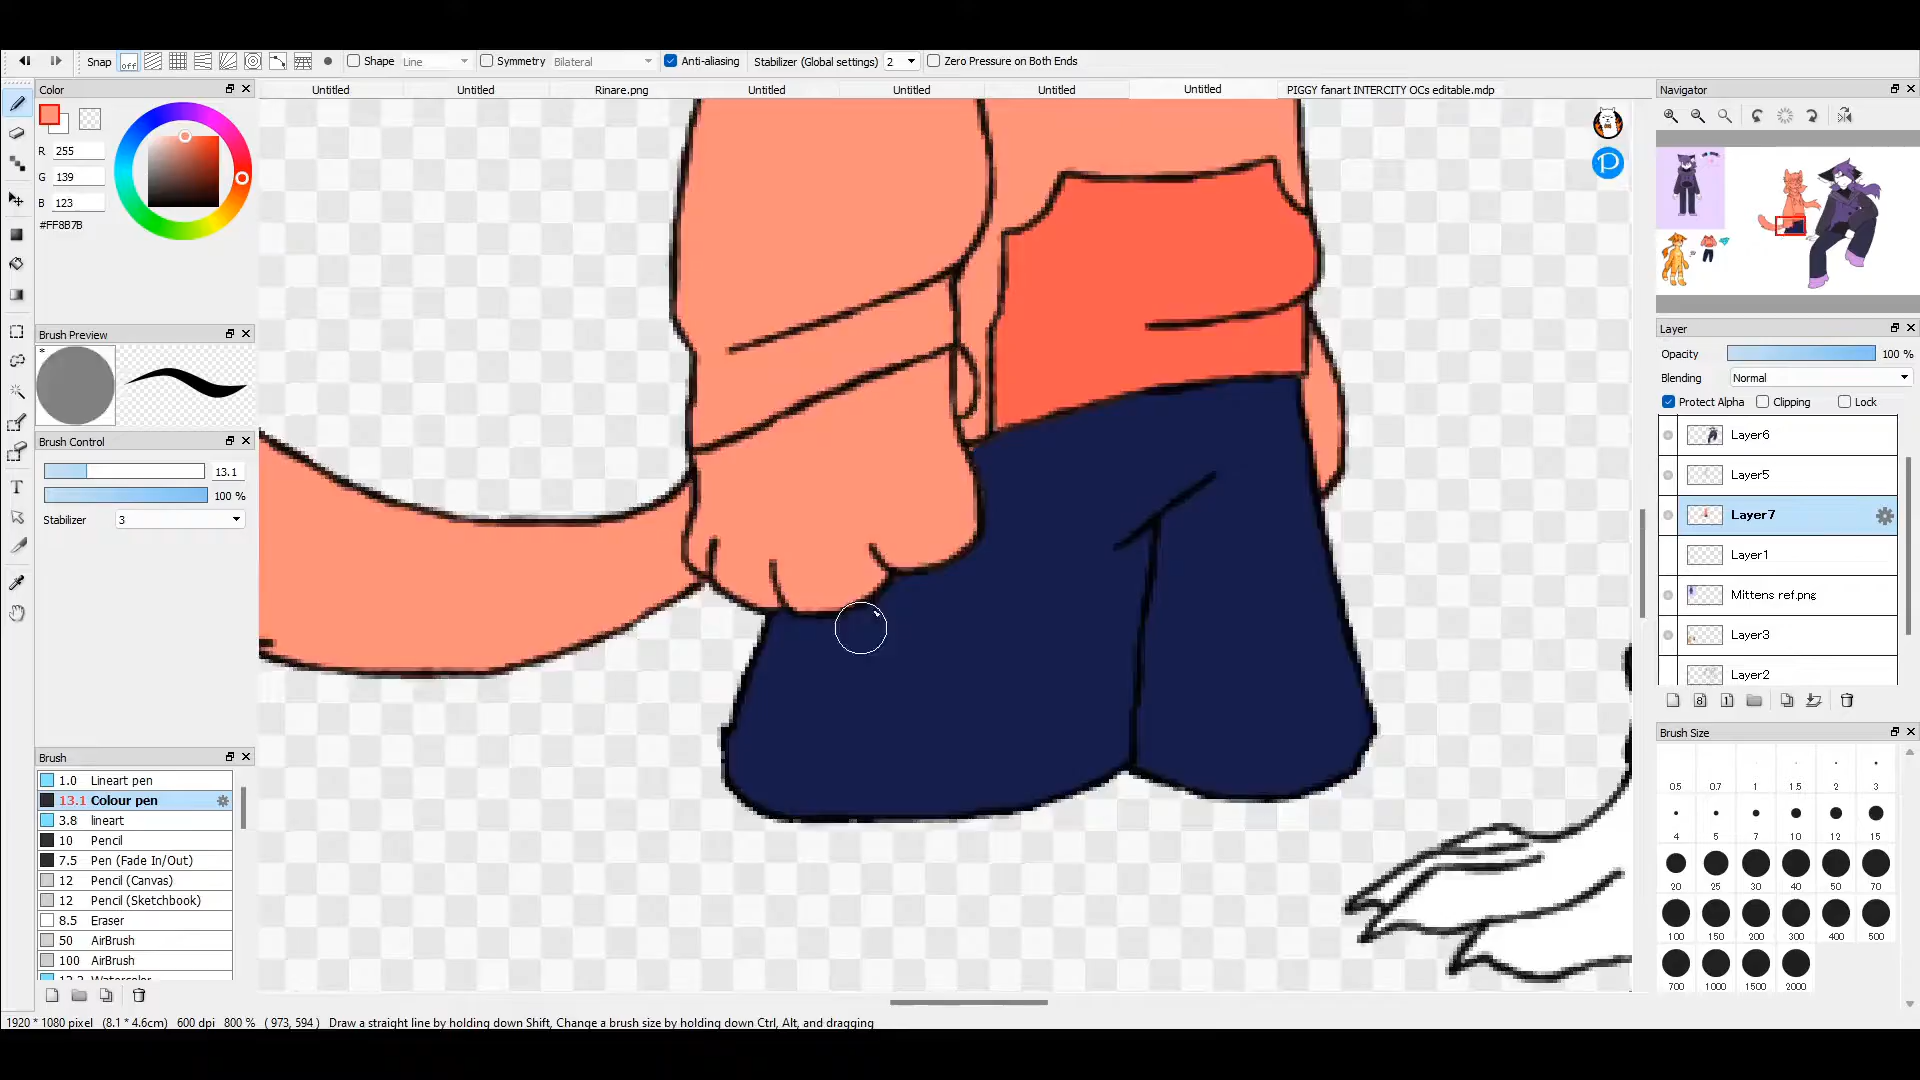 Snap off Shape Line Symmetry Bilateral Anti-aliasing Stabilizer (Global settings) 2 Zero Pressure on Both Ends
Color
Untitled Untitled Rinare.png Untitled Untitled Untitled Untitled PIGGY fanart INTERCITY OCs editable.mdp
Navigator
R 255
G 139
B 123
#FF8B7B
P
Brush Preview
*
Brush Control
13.1
100 %
Stabilizer 3
Layer
Opacity 100 %
Blending Normal
Protect Alpha Clipping Lock
Layer6
Layer5
Layer7
Layer1
Mittens ref.png
Layer3
Layer2
8 1
T
Brush
1.0 Lineart pen
13.1 Colour pen
3.8 lineart
10 Pencil
7.5 Pen (Fade In/Out)
12 Pencil (Canvas)
12 Pencil (Sketchbook)
8.5 Eraser
50 AirBrush
100 AirBrush
Brush Size
0.5 0.7 1 1.5 2 3
4 5 7 10 12 15
20 25 30 40 50 70
100 150 200 300 400 500
700 1000 1500 2000
1920 * 1080 pixel (8.1 * 4.6cm) 600 dpi 800 % ( 973, 594 ) Draw a straight line by holding down Shift, Change a brush size by holding down Ctrl, Alt, and dragging